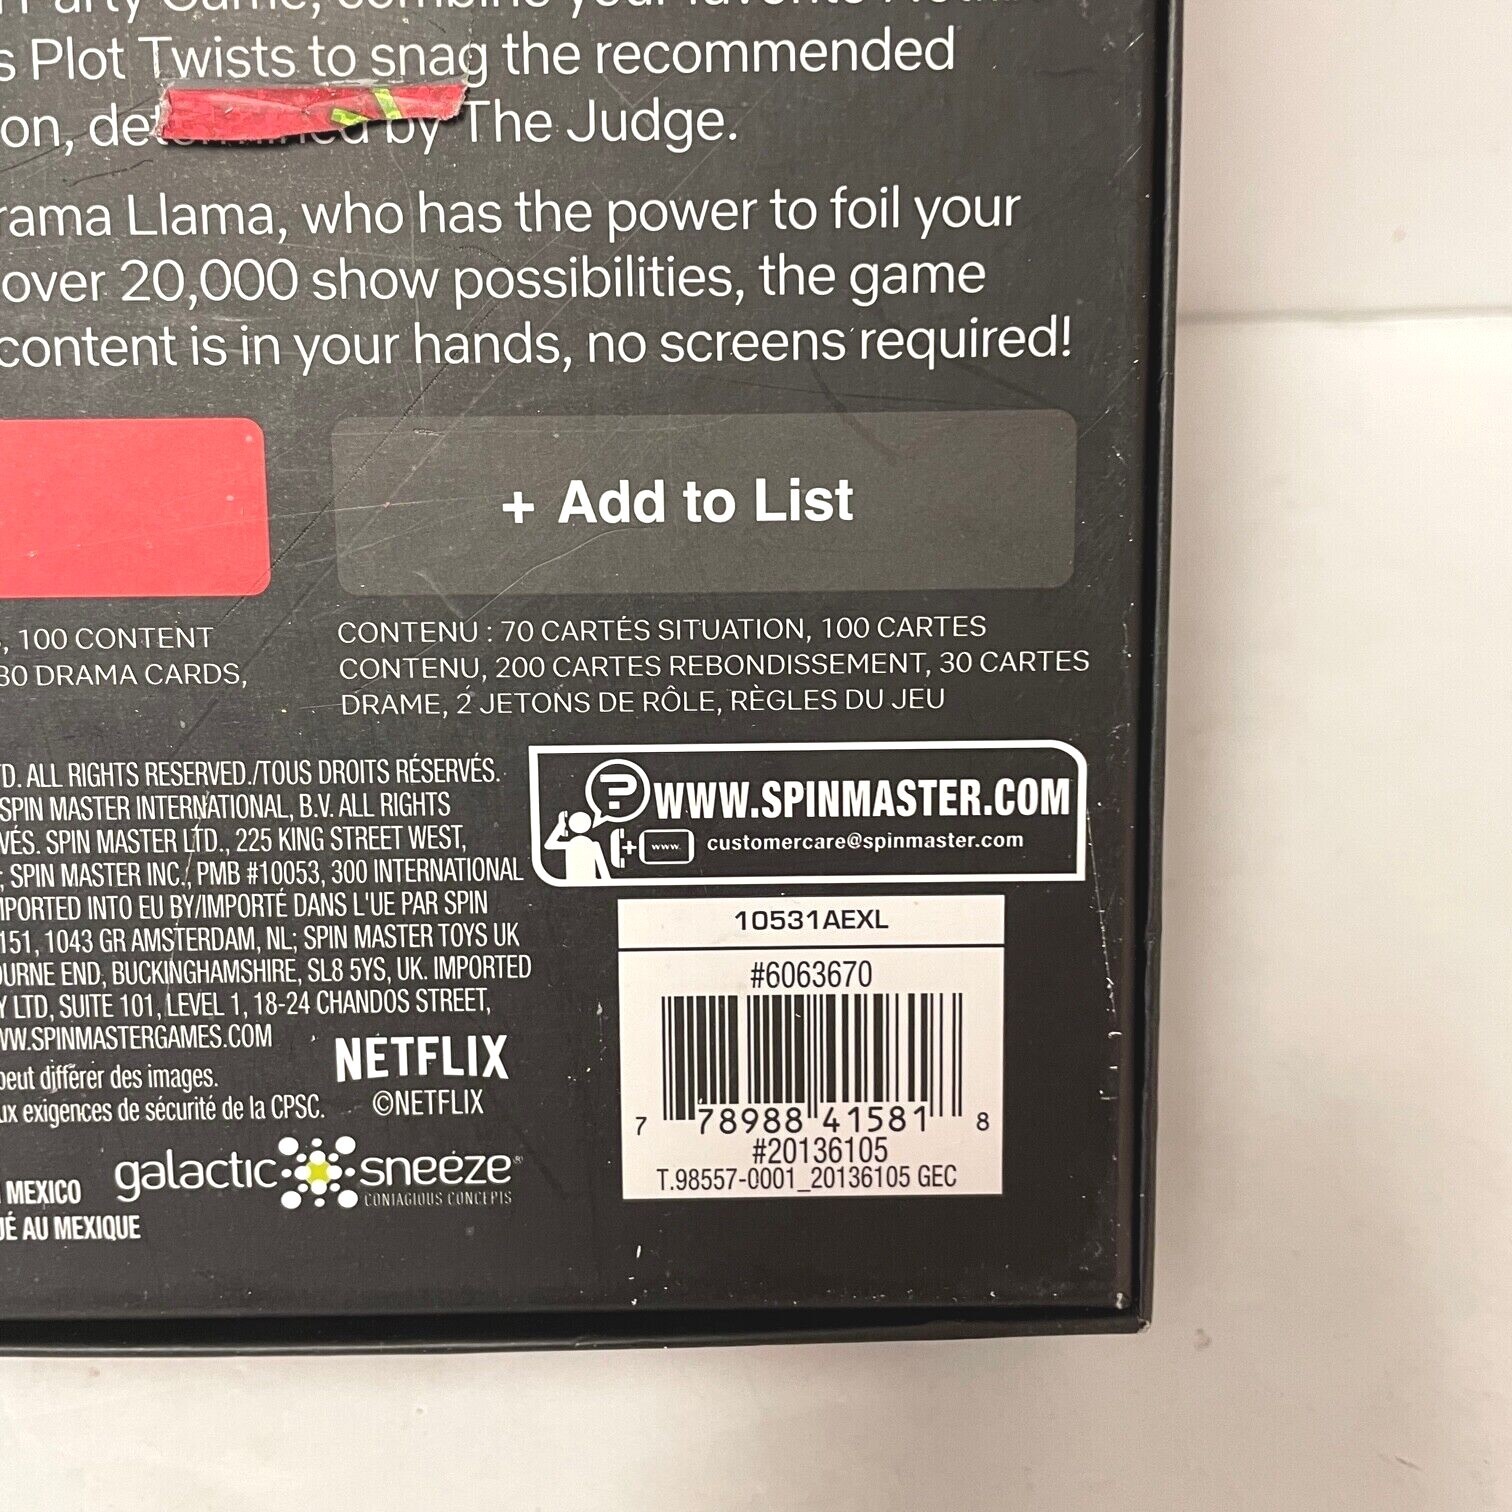 s Plot Twists to snag the recommended
on, determined by The Judge.
rama Llama, who has the power to foil your
over 20,000 show possibilities, the game
content is in your hands, no screens required!
+ Add to List
, 100 CONTENT
30 DRAMA CARDS,
CONTENU : 70 CARTES SITUATION, 100 CARTES
CONTENU, 200 CARTES REBONDISSEMENT, 30 CARTES
DRAME, 2 JETONS DE RÔLE, RÈGLES DU JEU
TD. ALL RIGHTS RESERVED./TOUS DROITS RÉSERVÉS.
SPIN MASTER INTERNATIONAL, B.V. ALL RIGHTS
VÉS. SPIN MASTER LTD., 225 KING STREET WEST,
; SPIN MASTER INC., PMB #10053, 300 INTERNATIONAL
MPORTED INTO EU BY/IMPORTÉ DANS L'UE PAR SPIN
151, 1043 GR AMSTERDAM, NL; SPIN MASTER TOYS UK
OURNE END, BUCKINGHAMSHIRE, SL8 5YS, UK. IMPORTED
Y LTD, SUITE 101, LEVEL 1, 18-24 CHANDOS STREET,
WW.SPINMASTERGAMES.COM
peut différer des images.
ux exigences de sécurité de la CPSC.
NETFLIX
©NETFLIX
galactic sneeze
CONTAGIOUS CONCEPTS
MEXICO
UÉ AU MEXIQUE
?
WWW.SPINMASTER.COM
www.
customercare@spinmaster.com
10531AEXL
#6063670
7 78988 41581 8
#20136105
T.98557-0001_20136105 GEC